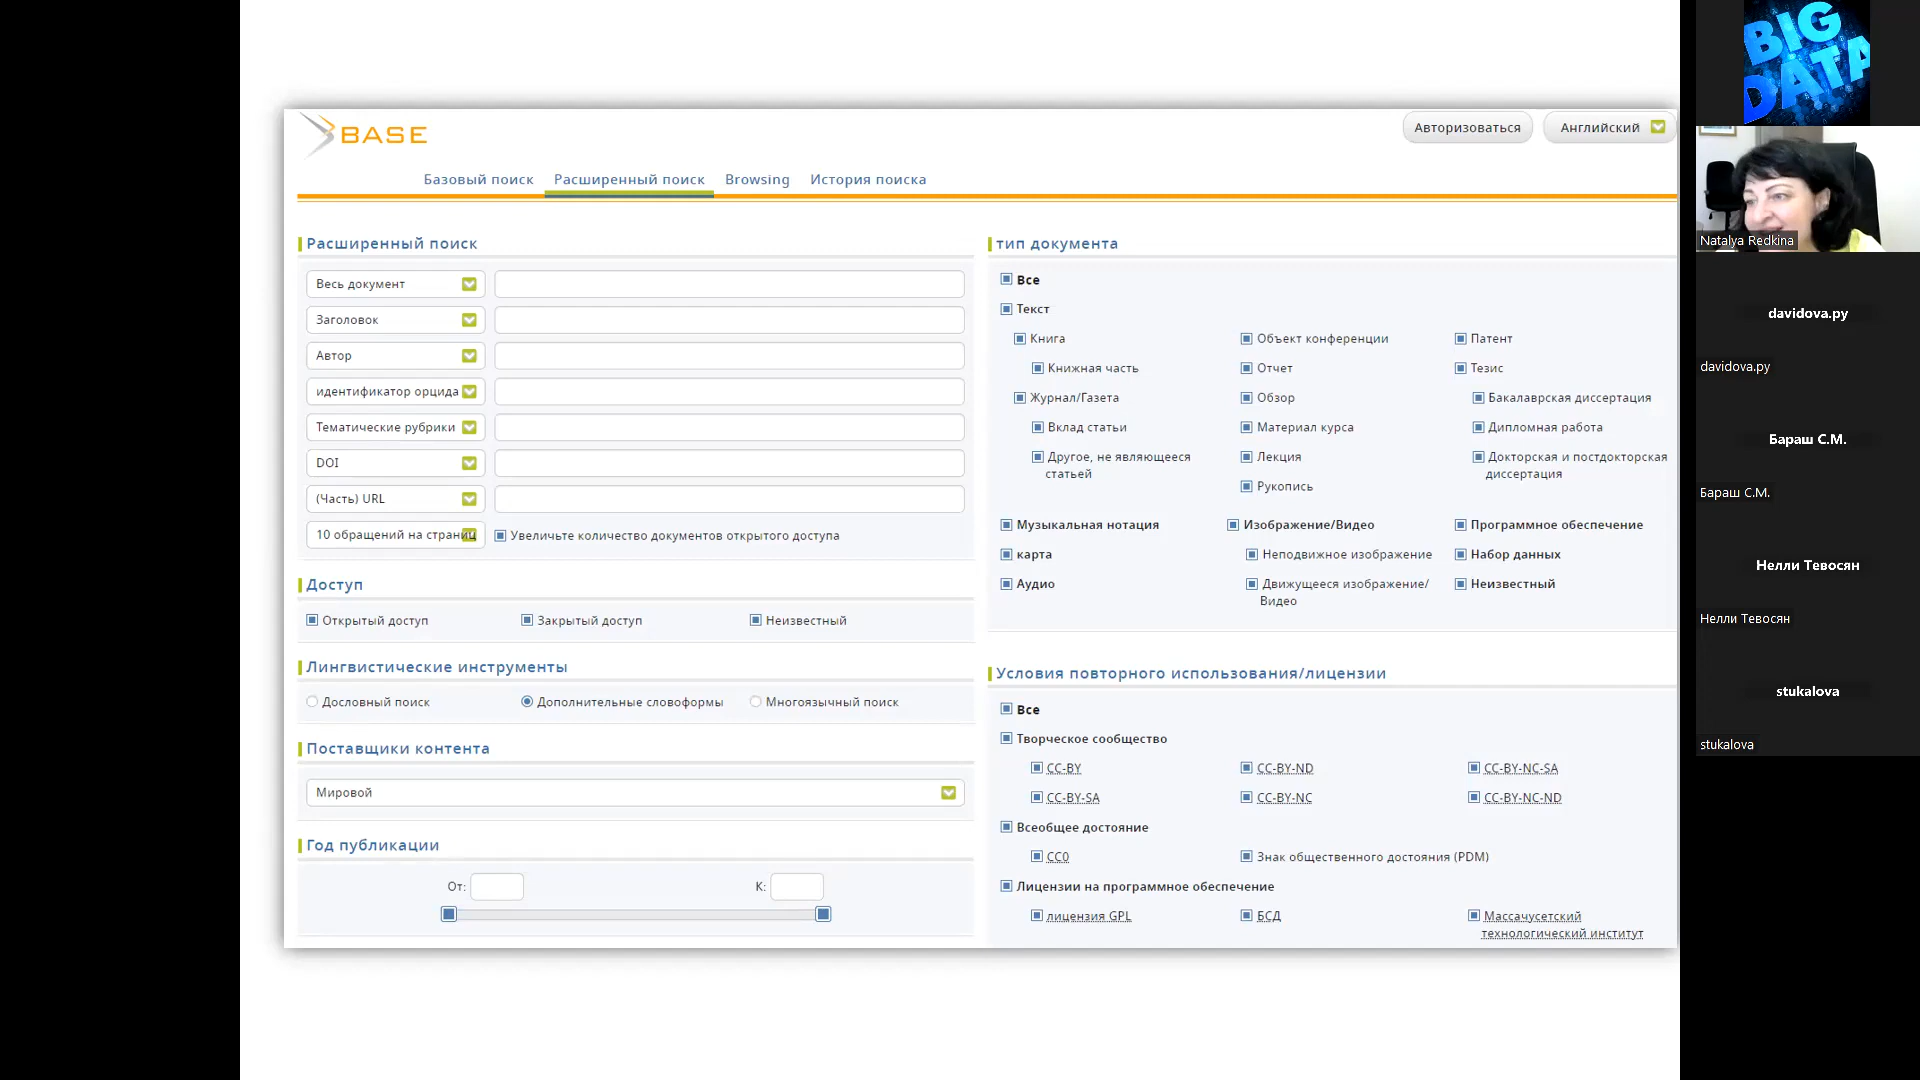 BASE
Авторизоваться
Английский
Базовый поиск
Расширенный поиск
Browsing
История поиска
Расширенный поиск
Весь документ
Заголовок
Автор
идентификатор орцида
Тематические рубрики
DOI
(Часть) URL
10 обращений на страниц
Увеличьте количество документов открытого доступа
Доступ
Открытый доступ
Закрытый доступ
Неизвестный
Лингвистические инструменты
Дословный поиск
Дополнительные словоформы
Многоязычный поиск
Поставщики контента
Мировой
Год публикации
От:
К:
тип документа
Все
Текст
Книга
Объект конференции
Патент
Книжная часть
Отчет
Тезис
Журнал/Газета
Обзор
Бакалаврская диссертация
Вклад статьи
Материал курса
Дипломная работа
Другое, не являющееся
статьей
Лекция
Докторская и постдокторская
диссертация
Рукопись
Музыкальная нотация
Изображение/Видео
Программное обеспечение
карта
Неподвижное изображение
Набор данных
Аудио
Движущееся изображение/
Видео
Неизвестный
Условия повторного использования/лицензии
Все
Творческое сообщество
CC-BY
CC-BY-ND
CC-BY-NC-SA
CC-BY-SA
CC-BY-NC
CC-BY-NC-ND
Всеобщее достояние
CC0
Знак общественного достояния (PDM)
Лицензии на программное обеспечение
лицензия GPL
БСД
Массачусетский
технологический институт
BIG
DATA
Natalya Redkina
davidova.py
davidova.py
Бараш С.М.
Бараш С.М.
Нелли Тевосян
Нелли Тевосян
stukalova
stukalova